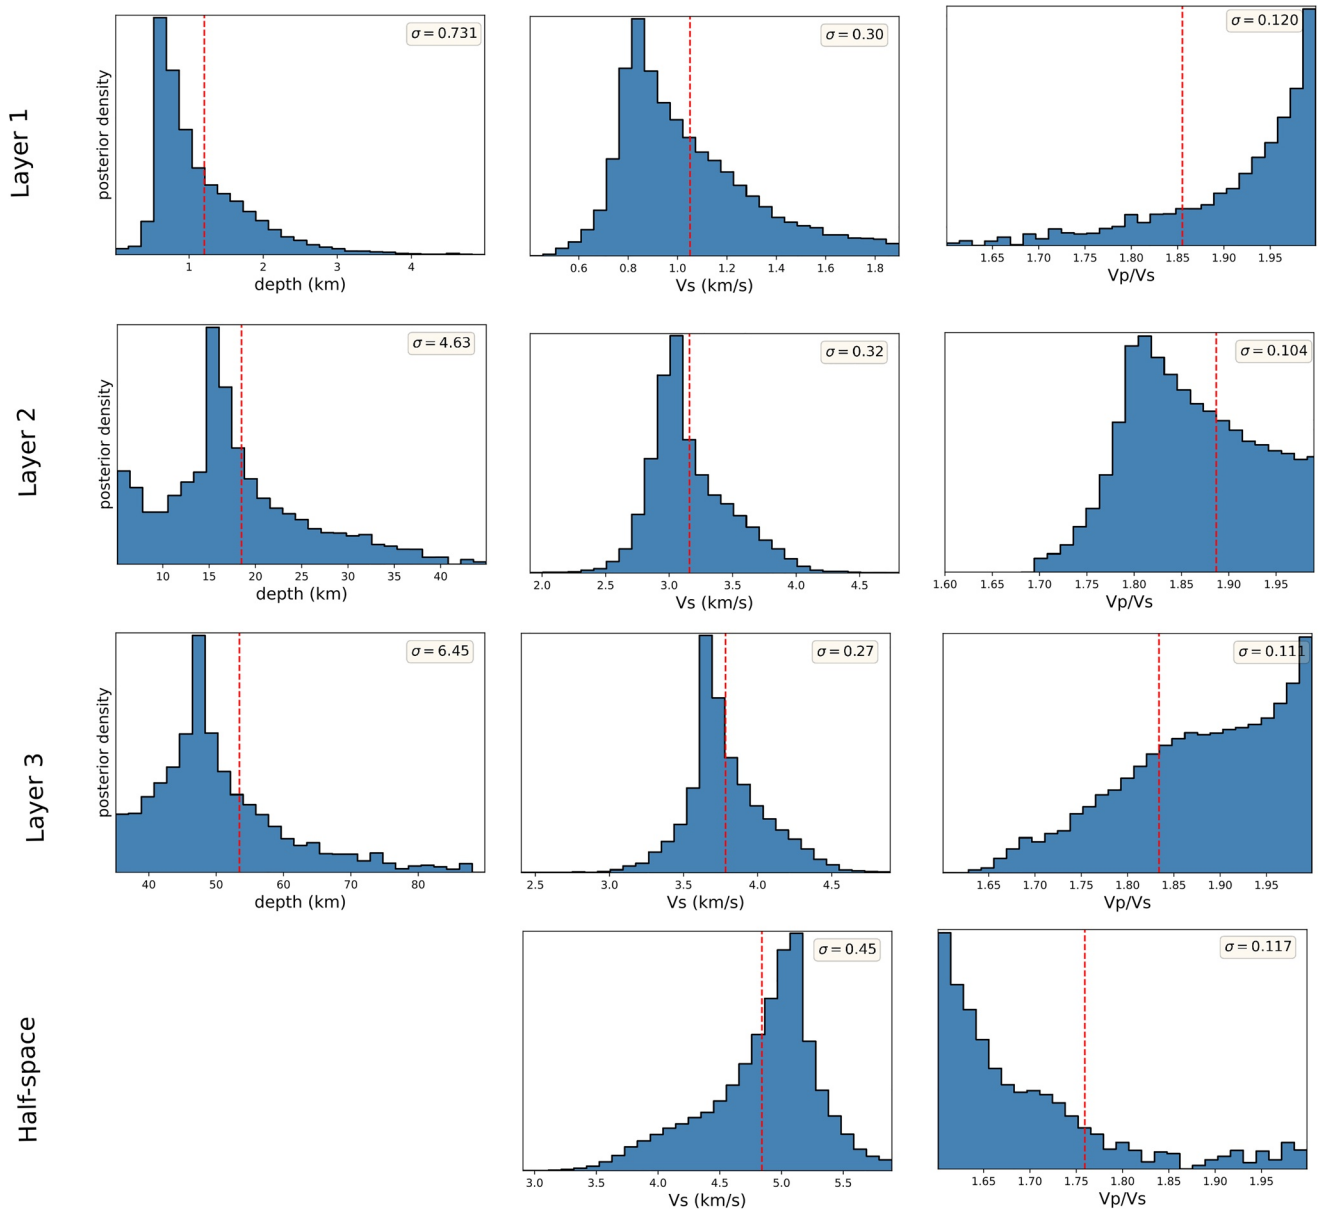 Layer 1
posterior density
σ = 0.731
1 2 3 4
depth (km)
σ = 0.30
0.6 0.8 1.0 1.2 1.4 1.6 1.8
Vs (km/s)
σ = 0.120
1.65 1.70 1.75 1.80 1.85 1.90 1.95
Vp/Vs
Layer 2
posterior density
σ = 4.63
10 15 20 25 30 35 40
depth (km)
σ = 0.32
2.0 2.5 3.0 3.5 4.0 4.5
Vs (km/s)
σ = 0.104
1.60 1.65 1.70 1.75 1.80 1.85 1.90 1.95
Vp/Vs
Layer 3
posterior density
σ = 6.45
40 50 60 70 80
depth (km)
σ = 0.27
2.5 3.0 3.5 4.0 4.5
Vs (km/s)
σ = 0.111
1.65 1.70 1.75 1.80 1.85 1.90 1.95
Vp/Vs
Half-space
σ = 0.45
3.0 3.5 4.0 4.5 5.0 5.5
Vs (km/s)
σ = 0.117
1.65 1.70 1.75 1.80 1.85 1.90 1.95
Vp/Vs